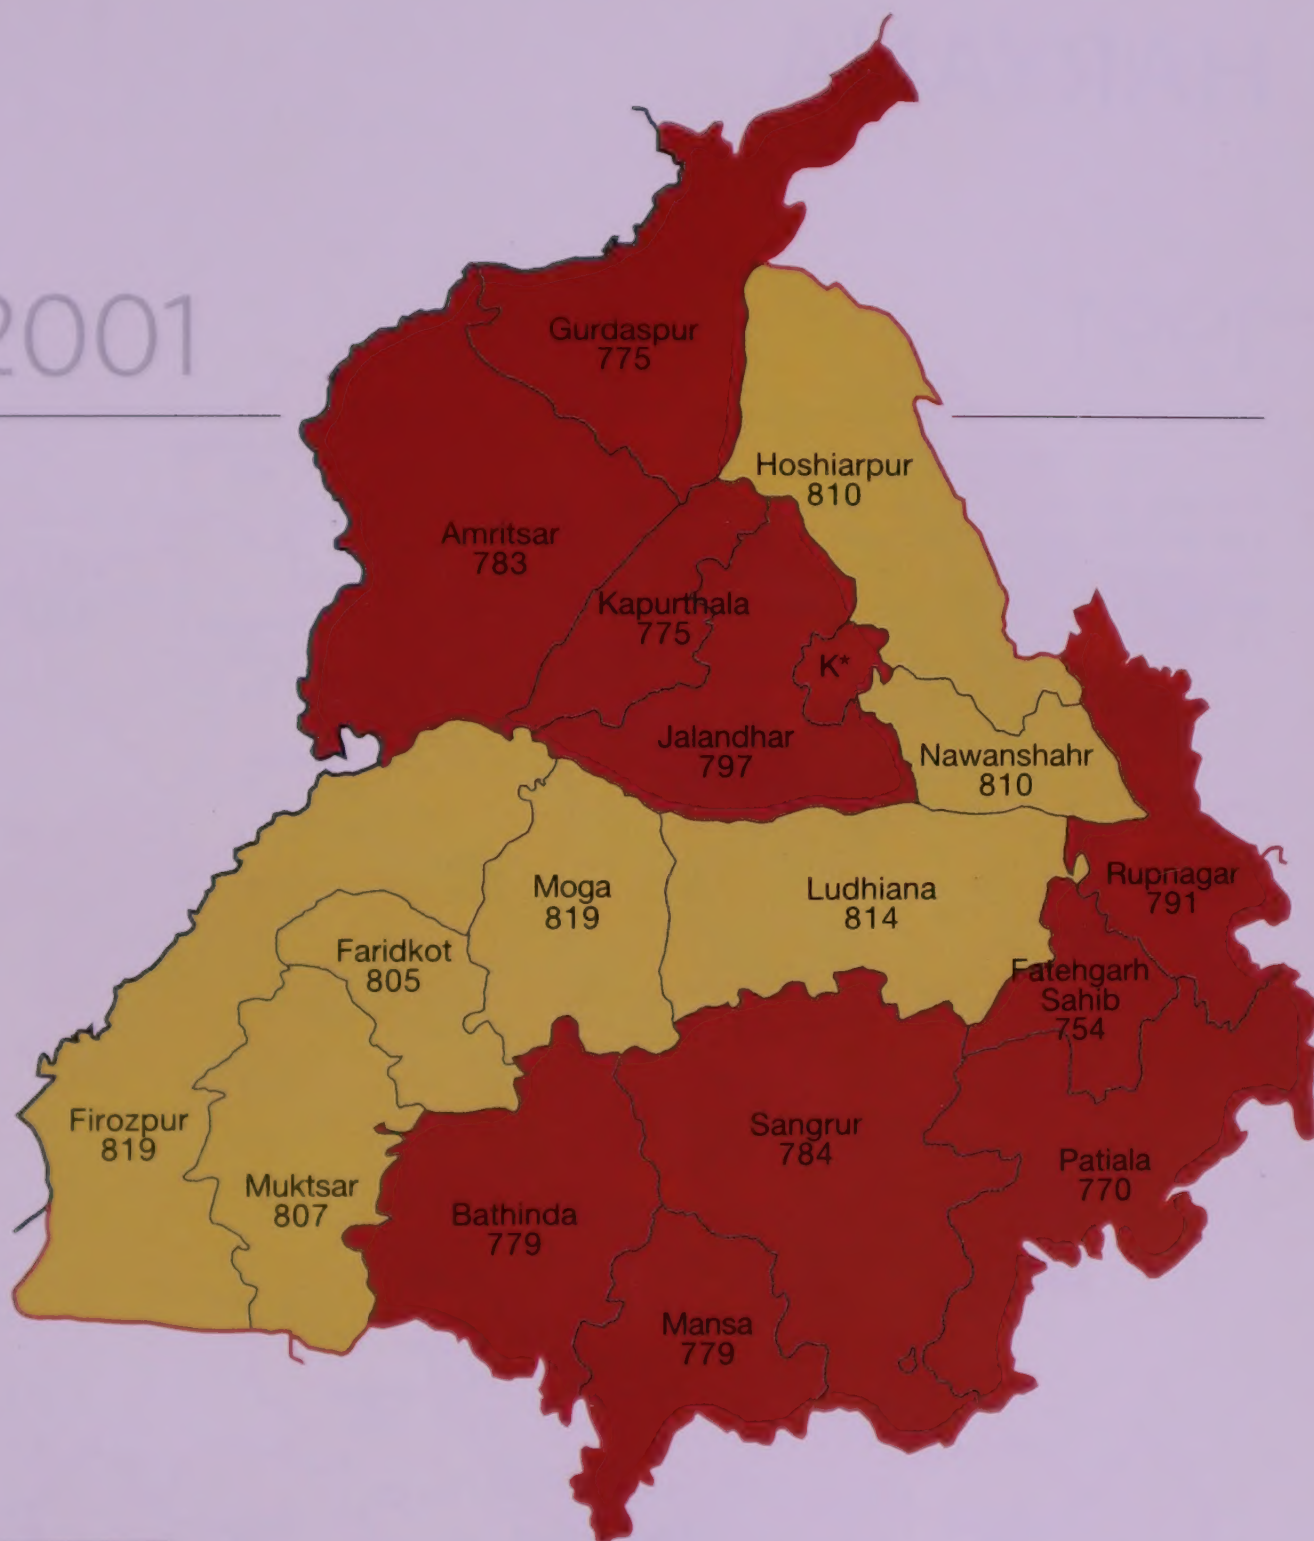 2001
Gurdaspur
775
Hoshiarpur
810
Amritsar
783
Kapurthala
775
K*
Jalandhar
797
Nawanshahr
810
Moga
819
Ludhiana
814
Rupnagar
791
Faridkot
805
Fatehgarh
Sahib
754
Firozpur
819
Sangrur
784
Muktsar
807
Patiala
770
Bathinda
779
Mansa
779